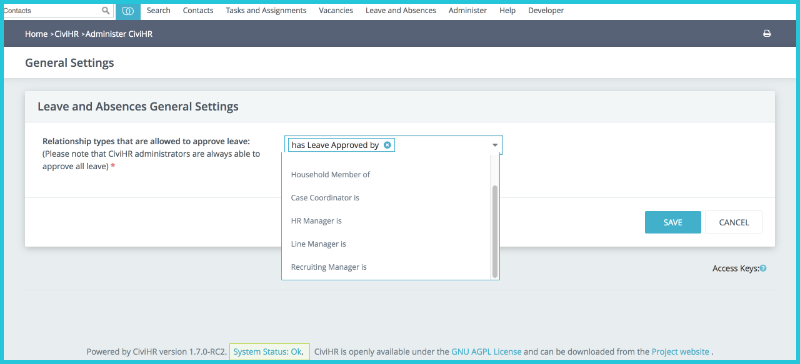 Contacts
Search Contacts Tasks and Assignments Vacancies Leave and Absences Administer Help Developer
Home >CiviHR >Administer CiviHR
General Settings
Leave and Absences General Settings
Relationship types that are allowed to approve leave:
(Please note that CiviHR administrators are always able to
approve all leave) *
has Leave Approved by
Household Member of
Case Coordinator is
HR Manager is
Line Manager is
Recruiting Manager is
SAVE CANCEL
Access Keys:
Powered by CiviHR version 1.7.0-RC2. System Status: Ok. CiviHR is openly available under the GNU AGPL License and can be downloaded from the Project website .